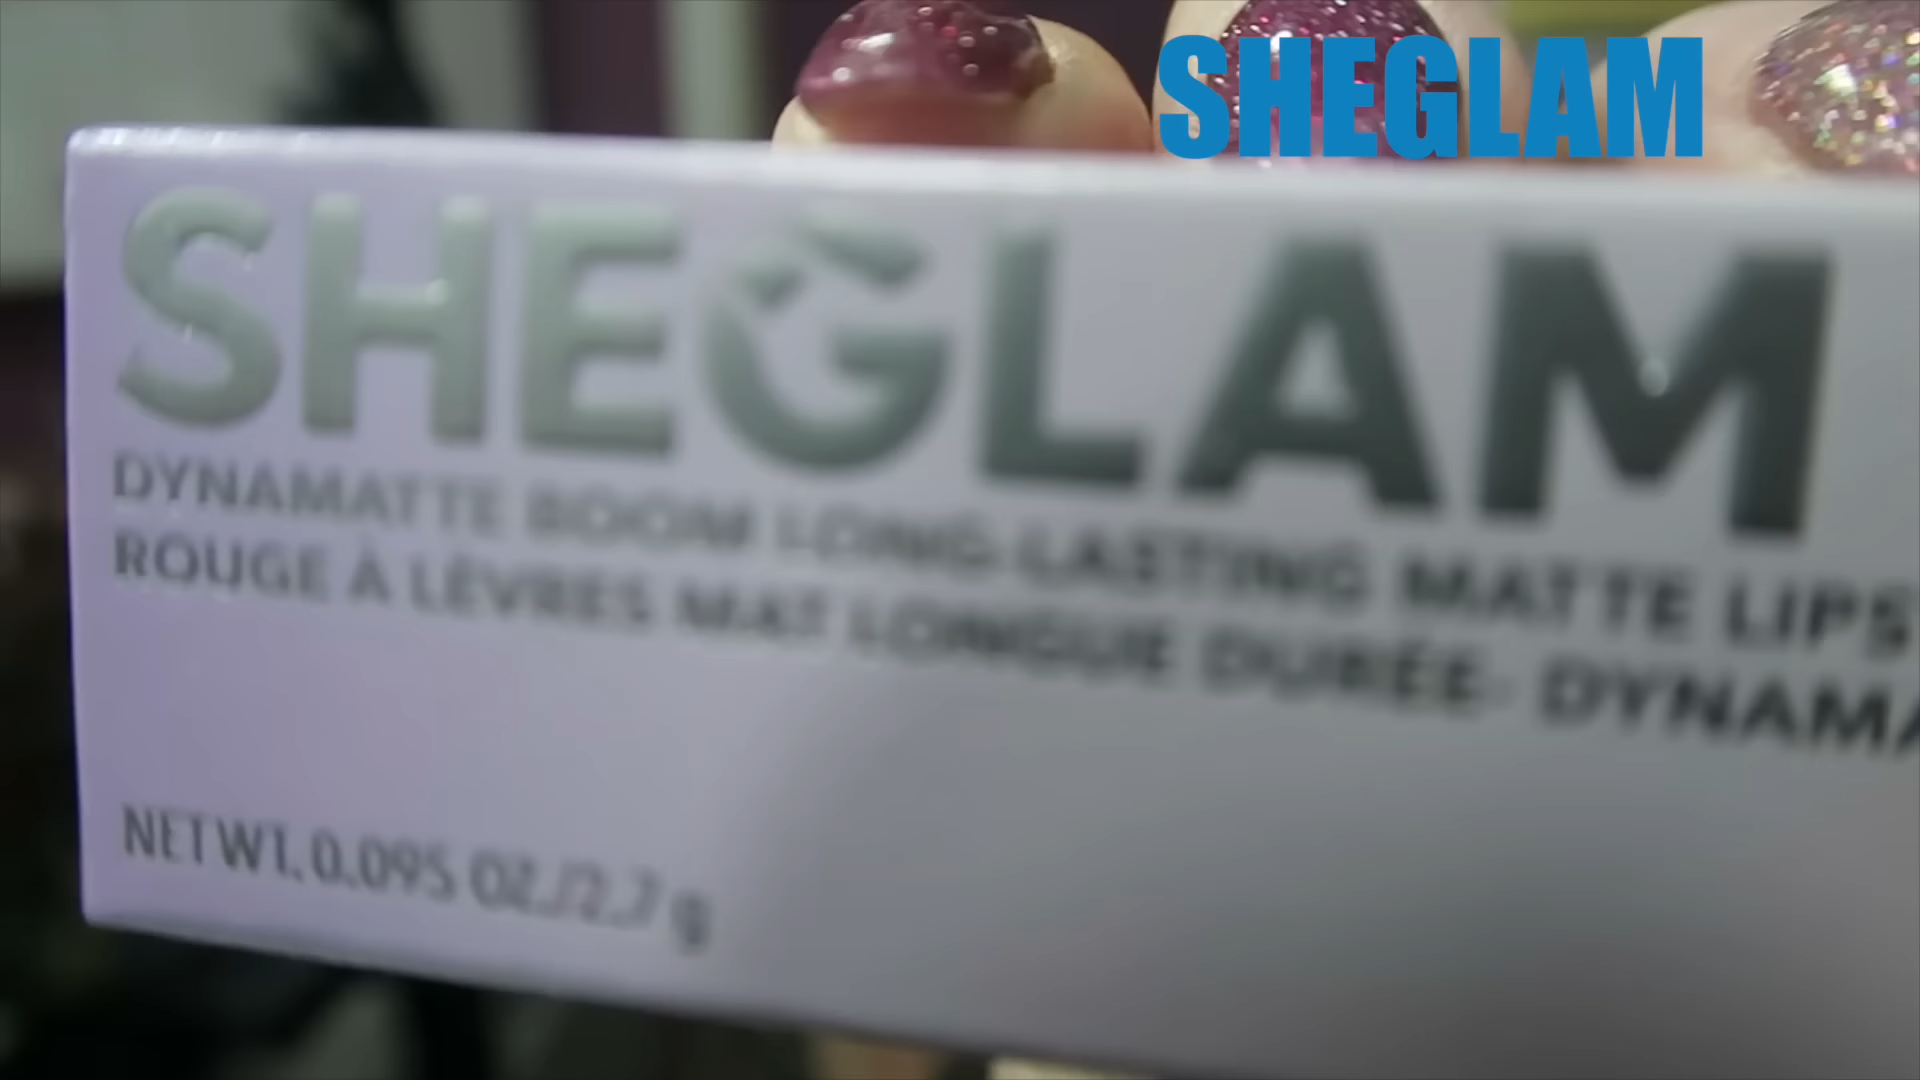 SHEGLAM
SHEGLAM
DYNAMATTE BOOM LONG-LASTING MATTE LIPS
ROUGE À LÈVRES MAT LONGUE DURÉE- DYNAMA
NET WT. 0.095 OZ./2.7 g